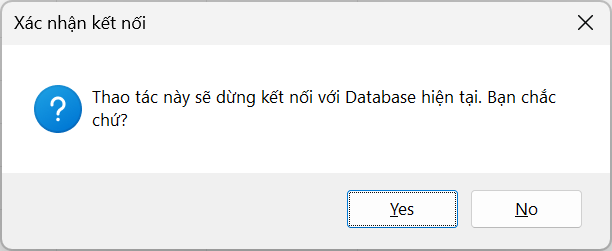 Xác nhận kết nối
Thao tác này sẽ dừng kết nối với Database hiện tại. Bạn chắc
chứ?
Yes
No